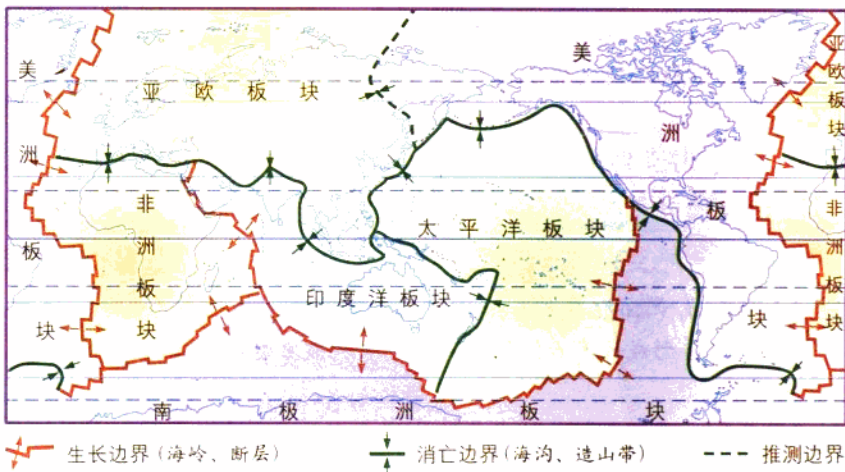 亚欧板块
美洲板块
非洲板块
太平洋板块
印度洋板块
美洲板块
亚欧板块
非洲板块
南极洲板块
生长边界(海岭、断层)
消亡边界(海沟、造山带)
推测边界